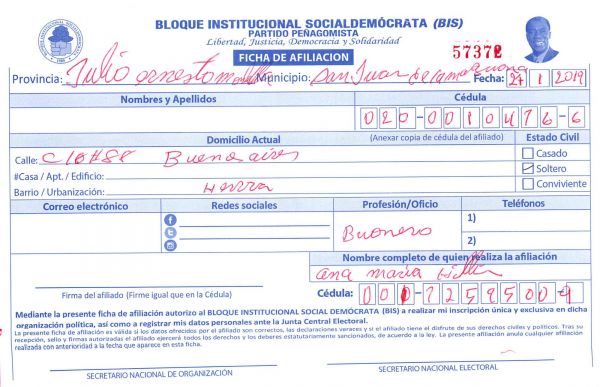 BLOQUE INSTITUCIONAL SOCIALDEMÓCRATA (BIS)
PARTIDO PEÑAGOMISTA
Libertad, Justicia, Democracia y Solidaridad
FICHA DE AFILIACION
Provincia: Julio ernesto Municipio: San Juan de la maguana Fecha: 24 1 2019
Nombres y Apellidos Cédula
020-0010476-6
Domicilio Actual (Anexar copia de cédula del afiliado) Estado Civil
Calle: C/6#88 Buenos aires Casado
#Casa / Apt. / Edificio: Soltero
Barrio / Urbanización: Herrra Conviviente
Correo electrónico Redes sociales Profesión/Oficio Teléfonos
Buonero 1)
2)
Nombre completo de quien realiza la afiliación
ana maria
Firma del afiliado (Firme igual que en la Cédula) Cédula: 001-7259500-9
Mediante la presente ficha de afiliación autorizo al BLOQUE INSTITUCIONAL SOCIAL DEMÓCRATA (BIS) a realizar mi inscripción única y exclusiva en dicha
organización política, así como a registrar mis datos personales ante la Junta Central Electoral.
La presente ficha de afiliación es válida si los datos ofrecidos por el afiliado son correctos, las declaraciones veraces y si el afiliado tiene el disfrute de sus derechos civiles y políticos. Tras su
recepción, sello y firmas autorizadas el afiliado ejercerá todos los derechos y los deberes estatutariamente sancionados, de acuerdo a la ley. La presente afiliación anula cualquier afiliación
realizada con anterioridad a la fecha que aparece en esta ficha.
SECRETARIO NACIONAL DE ORGANIZACIÓN SECRETARIO NACIONAL ELECTORAL